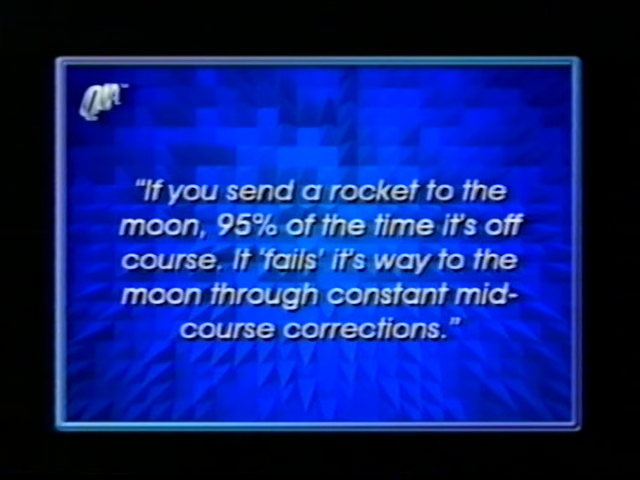 "If you send a rocket to the
moon, 95% of the time it's off
course. It 'fails' it's way to the
moon through constant mid-
course corrections."